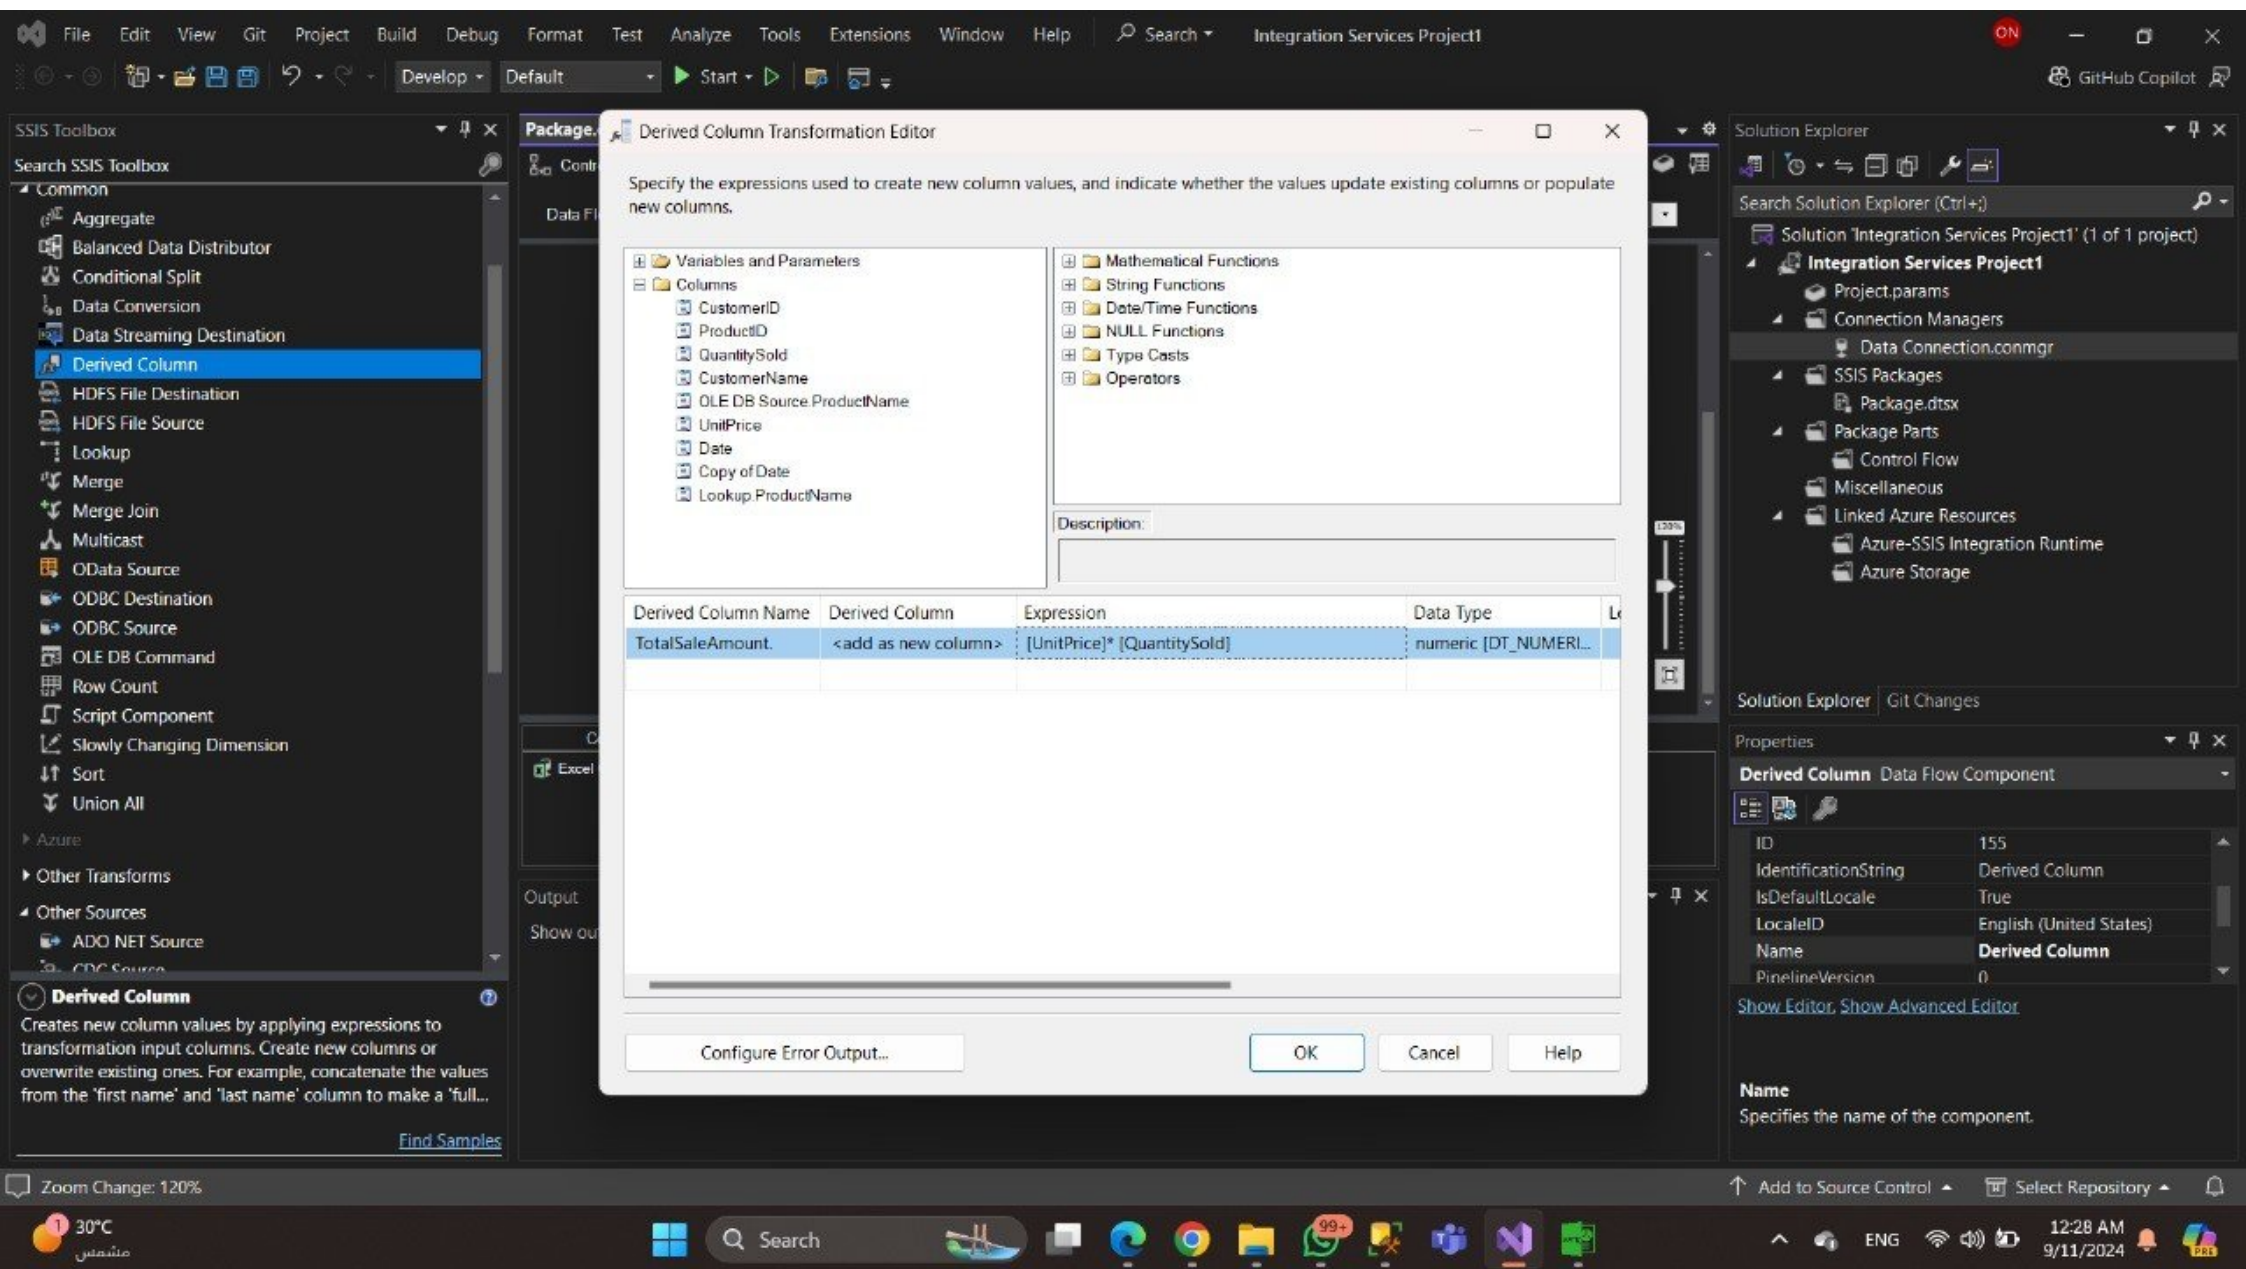 File Edit View Git Project Build Debug Format Test Analyze Tools Extensions Window Help Search Integration Services Project1 ON
Develop Default Start GitHub Copilot
SSIS Toolbox
Search SSIS Toolbox
Common
Aggregate
Balanced Data Distributor
Conditional Split
Data Conversion
Data Streaming Destination
Derived Column
HDFS File Destination
HDFS File Source
Lookup
Merge
Merge Join
Multicast
OData Source
ODBC Destination
ODBC Source
OLE DB Command
Row Count
Script Component
Slowly Changing Dimension
Sort
Union All
Azure
Other Transforms
Other Sources
ADO NET Source
CDC Source
Derived Column
Creates new column values by applying expressions to
transformation input columns. Create new columns or
overwrite existing ones. For example, concatenate the values
from the 'first name' and 'last name' column to make a 'full...
Find Samples
Package.
Contr
Data Fl
Excel
Output
Show ou
120%
Derived Column Transformation Editor
Specify the expressions used to create new column values, and indicate whether the values update existing columns or populate
new columns.
Variables and Parameters
Columns
CustomerID
ProductID
QuantitySold
CustomerName
OLE DB Source.ProductName
UnitPrice
Date
Copy of Date
Lookup.ProductName
Mathematical Functions
String Functions
Date/Time Functions
NULL Functions
Type Casts
Operators
Description:
Derived Column Name Derived Column Expression Data Type
TotalSaleAmount. <add as new column> [UnitPrice]* [QuantitySold] numeric [DT_NUMERI...
Configure Error Output... OK Cancel Help
Solution Explorer
Search Solution Explorer (Ctrl+;)
Solution 'Integration Services Project1' (1 of 1 project)
Integration Services Project1
Project.params
Connection Managers
Data Connection.conmgr
SSIS Packages
Package.dtsx
Package Parts
Control Flow
Miscellaneous
Linked Azure Resources
Azure-SSIS Integration Runtime
Azure Storage
Solution Explorer Git Changes
Properties
Derived Column Data Flow Component
ID 155
IdentificationString Derived Column
IsDefaultLocale True
LocaleID English (United States)
Name Derived Column
PipelineVersion 0
Show Editor, Show Advanced Editor
Name
Specifies the name of the component.
Zoom Change: 120% Add to Source Control Select Repository
1 30°C
مشمس
Search 99+ ENG 12:28 AM
9/11/2024 PRE